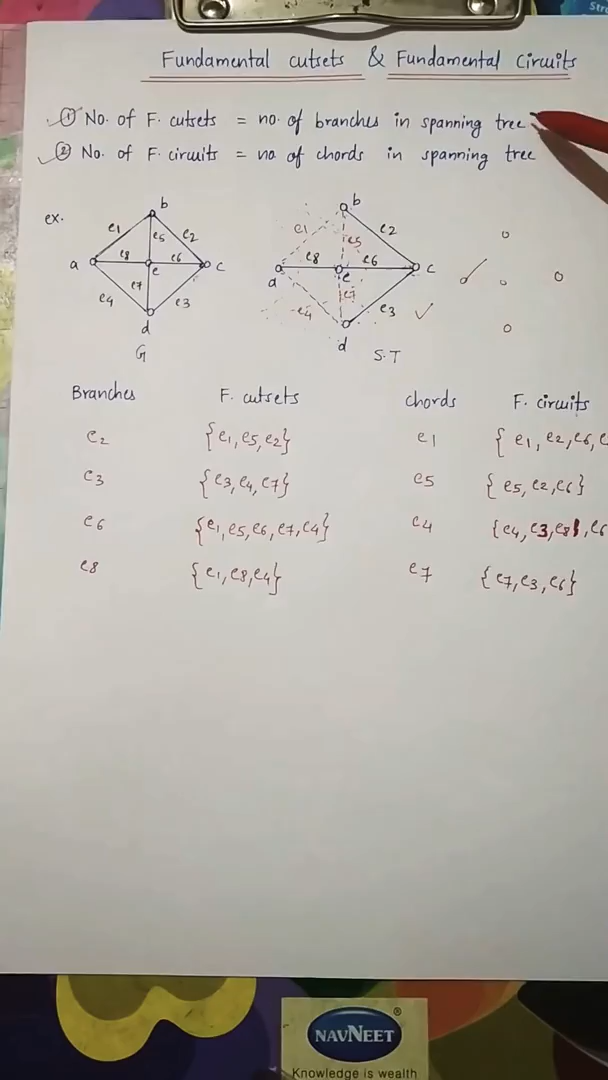 Fundamental cutsets & Fundamental Circuits
① No. of F. cutsets = no. of branches in spanning tree
② No. of F. circuits = no of chords in spanning tree
ex.
b
e1 e5 e2
a e8 e6 c
e
e7
e4 e3
d
G
b
e1 e5 e2
e8 e6 c
a e
e7
e4 e3
d
S.T
Branches F. cutsets chords F. circuits
e2 {e1, e5, e2} e1 { e1, e2, e6, e
e3 {e3, e4, e7} e5 { e5, e2, e6 }
e6 {e1, e5, e6, e7, e4} e4 {e4, e3, e8, e6
e8 {e1, e8, e4} e7 { e7, e3, e6 }
NAVNEET
Knowledge is wealth